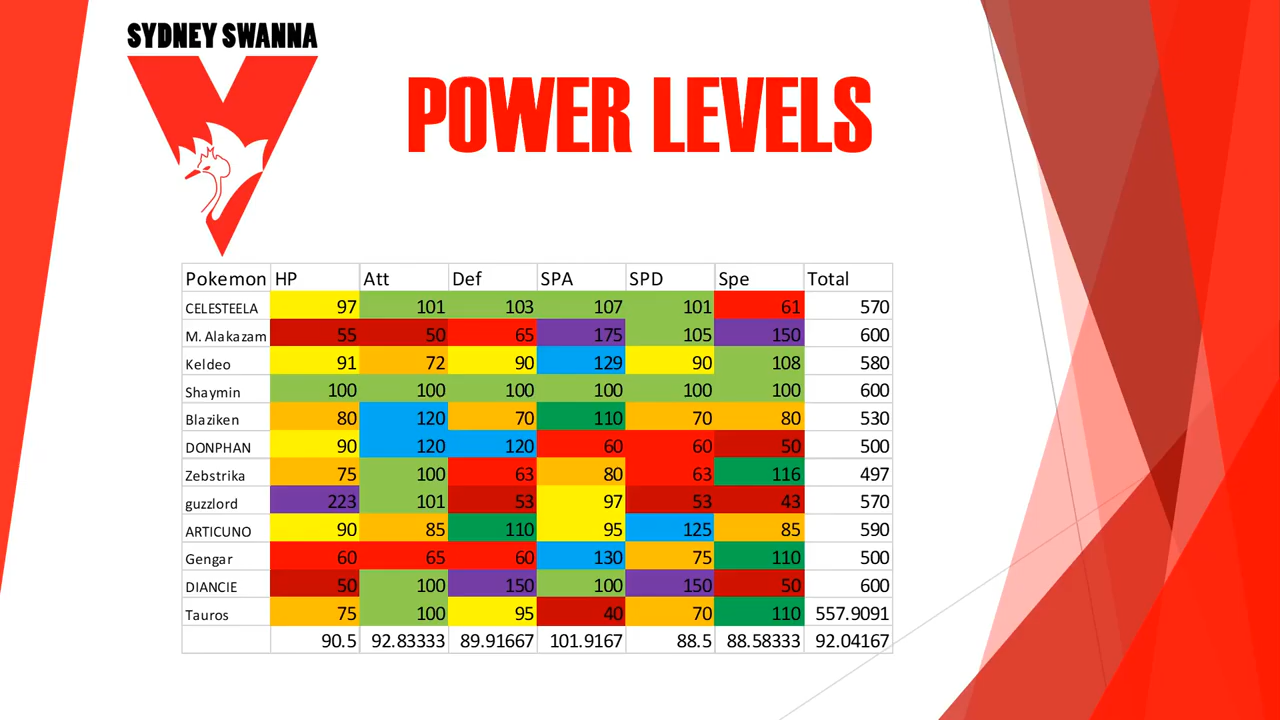 SYDNEY SWANNA
POWER LEVELS
Pokemon HP Att Def SPA SPD Spe Total
CELESTEELA 97 101 103 107 101 61 570
M. Alakazam 55 50 65 175 105 150 600
Keldeo 91 72 90 129 90 108 580
Shaymin 100 100 100 100 100 100 600
Blaziken 80 120 70 110 70 80 530
DONPHAN 90 120 120 60 60 50 500
Zebstrika 75 100 63 80 63 116 497
guzzlord 223 101 53 97 53 43 570
ARTICUNO 90 85 110 95 125 85 590
Gengar 60 65 60 130 75 110 500
DIANCIE 50 100 150 100 150 50 600
Tauros 75 100 95 40 70 110 557.9091
90.5 92.83333 89.91667 101.9167 88.5 88.58333 92.04167